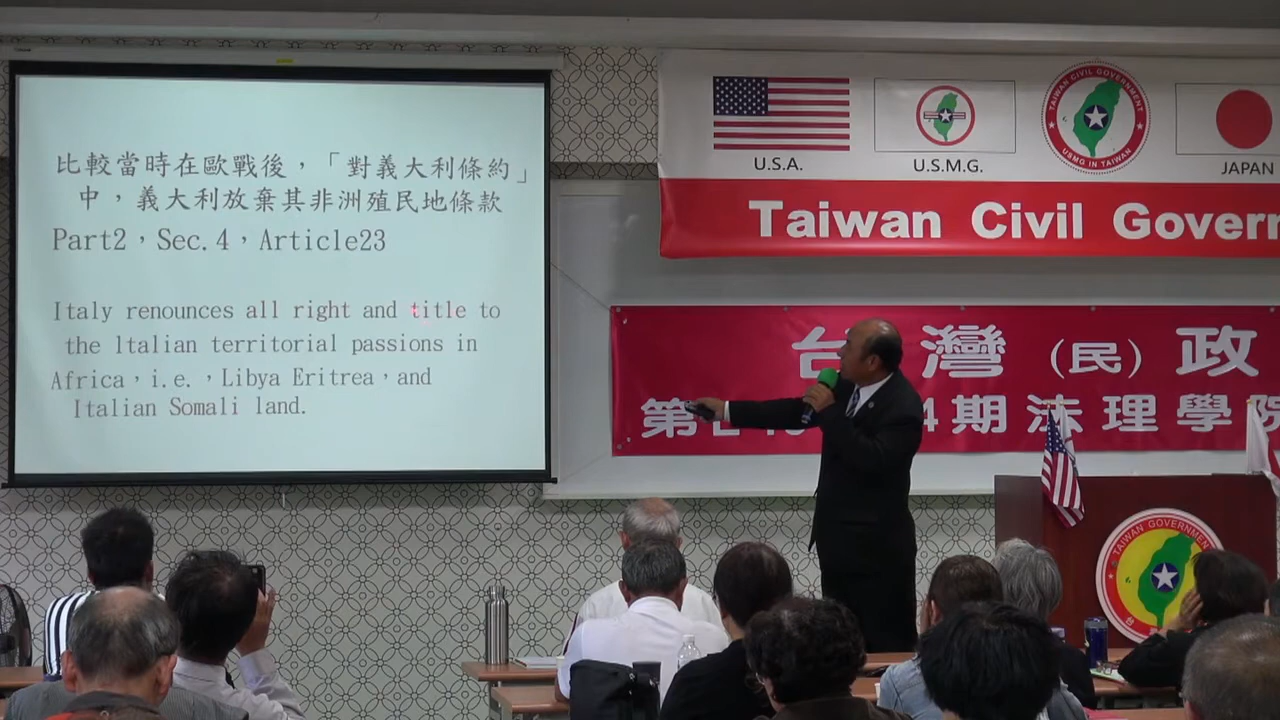 比較當時在歐戰後，「對義大利條約」
中，義大利放棄其非洲殖民地條款
Part2，Sec.4，Article23
Italy renounces all right and title to
the ltalian territorial passions in
Africa，i.e.，Libya Eritrea，and
Italian Somali land.
U.S.A.
U.S.M.G.
TAIWAN CIVIL GOVERNMENT
USMG IN TAIWAN
JAPAN
Taiwan Civil Govern
台灣(民)政
第 4期法理學院
TAIWAN GOVERNMENT